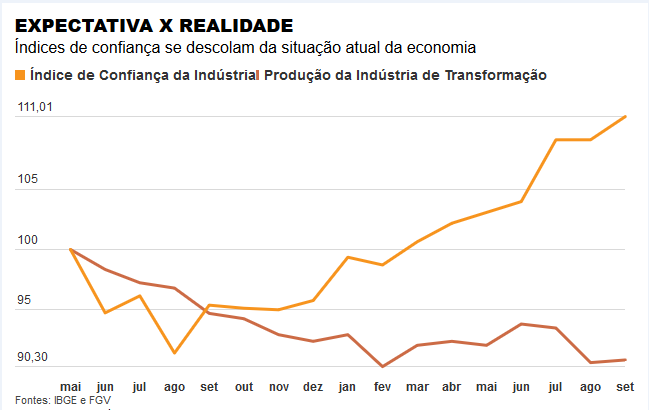 EXPECTATIVA X REALIDADE
Índices de confiança se descolam da situação atual da economia
Índice de Confiança da Indústria Produção da Indústria de Transformação
111,01
105
100
95
90,30
mai jun jul ago set out nov dez jan fev mar abr mai jun jul ago set
Fontes: IBGE e FGV